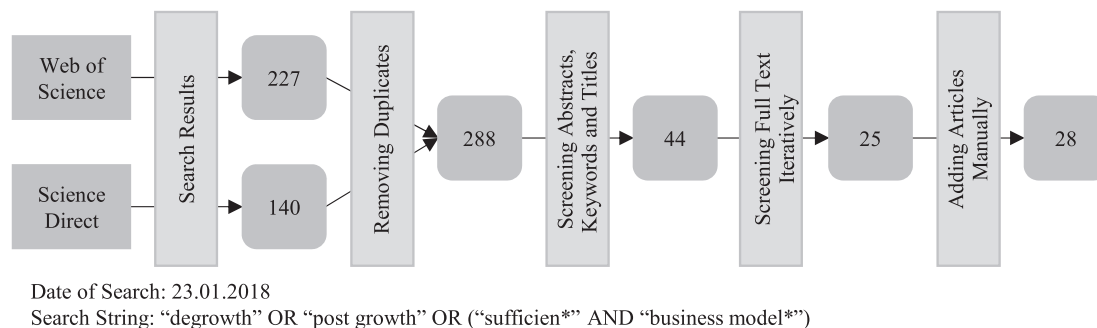 Web of
Science
Search Results
227
Removing Duplicates
288
Screening Abstracts,
Keywords and Titles
44
Screening Full Text
Iteratively
25
Adding Articles
Manually
28
Science
Direct
140
Date of Search: 23.01.2018
Search String: “degrowth” OR “post growth” OR (“sufficien*” AND “business model*”)